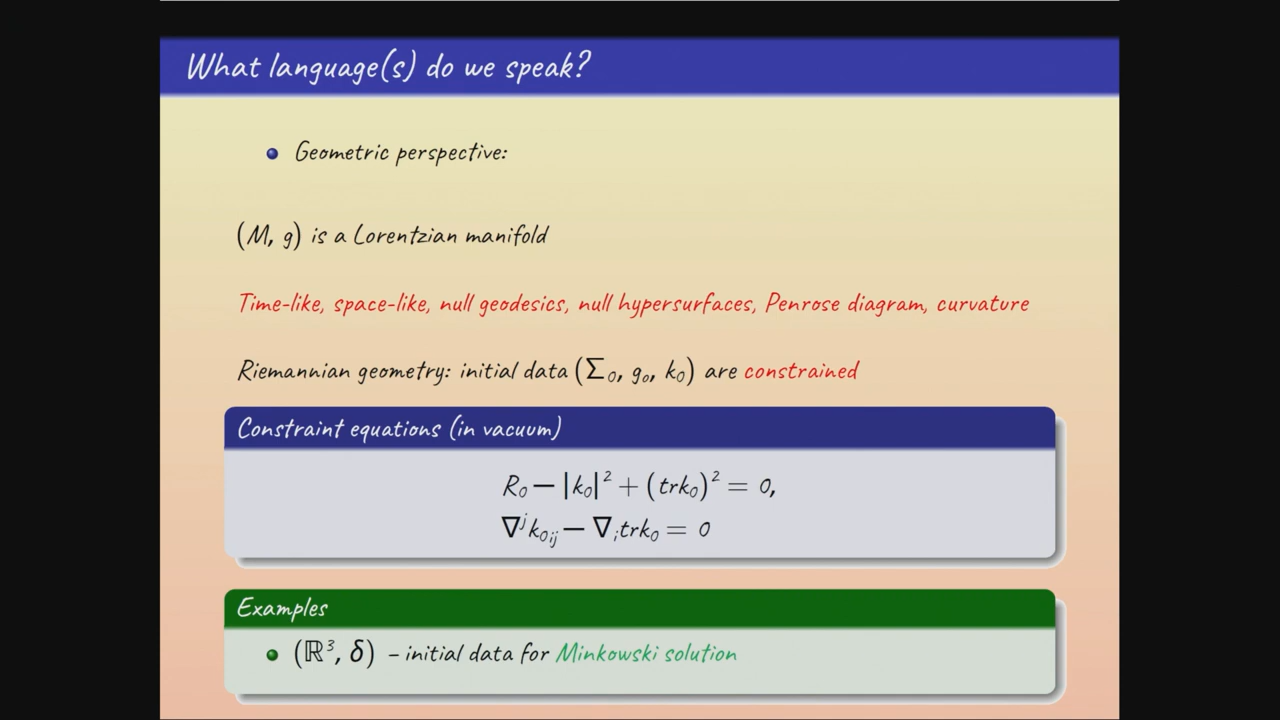 What language(s) do we speak?
Geometric perspective:
(M, g) is a Lorentzian manifold
Time-like, space-like, null geodesics, null hypersurfaces, Penrose diagram, curvature
Riemannian geometry: initial data (Σ₀, g₀, k₀) are constrained
Constraint equations (in vacuum)
R₀ − |k₀|² + (trk₀)² = 0,
∇ʲk₀ᵢⱼ − ∇ᵢtrk₀ = 0
Examples
(ℝ³, δ) – initial data for Minkowski solution